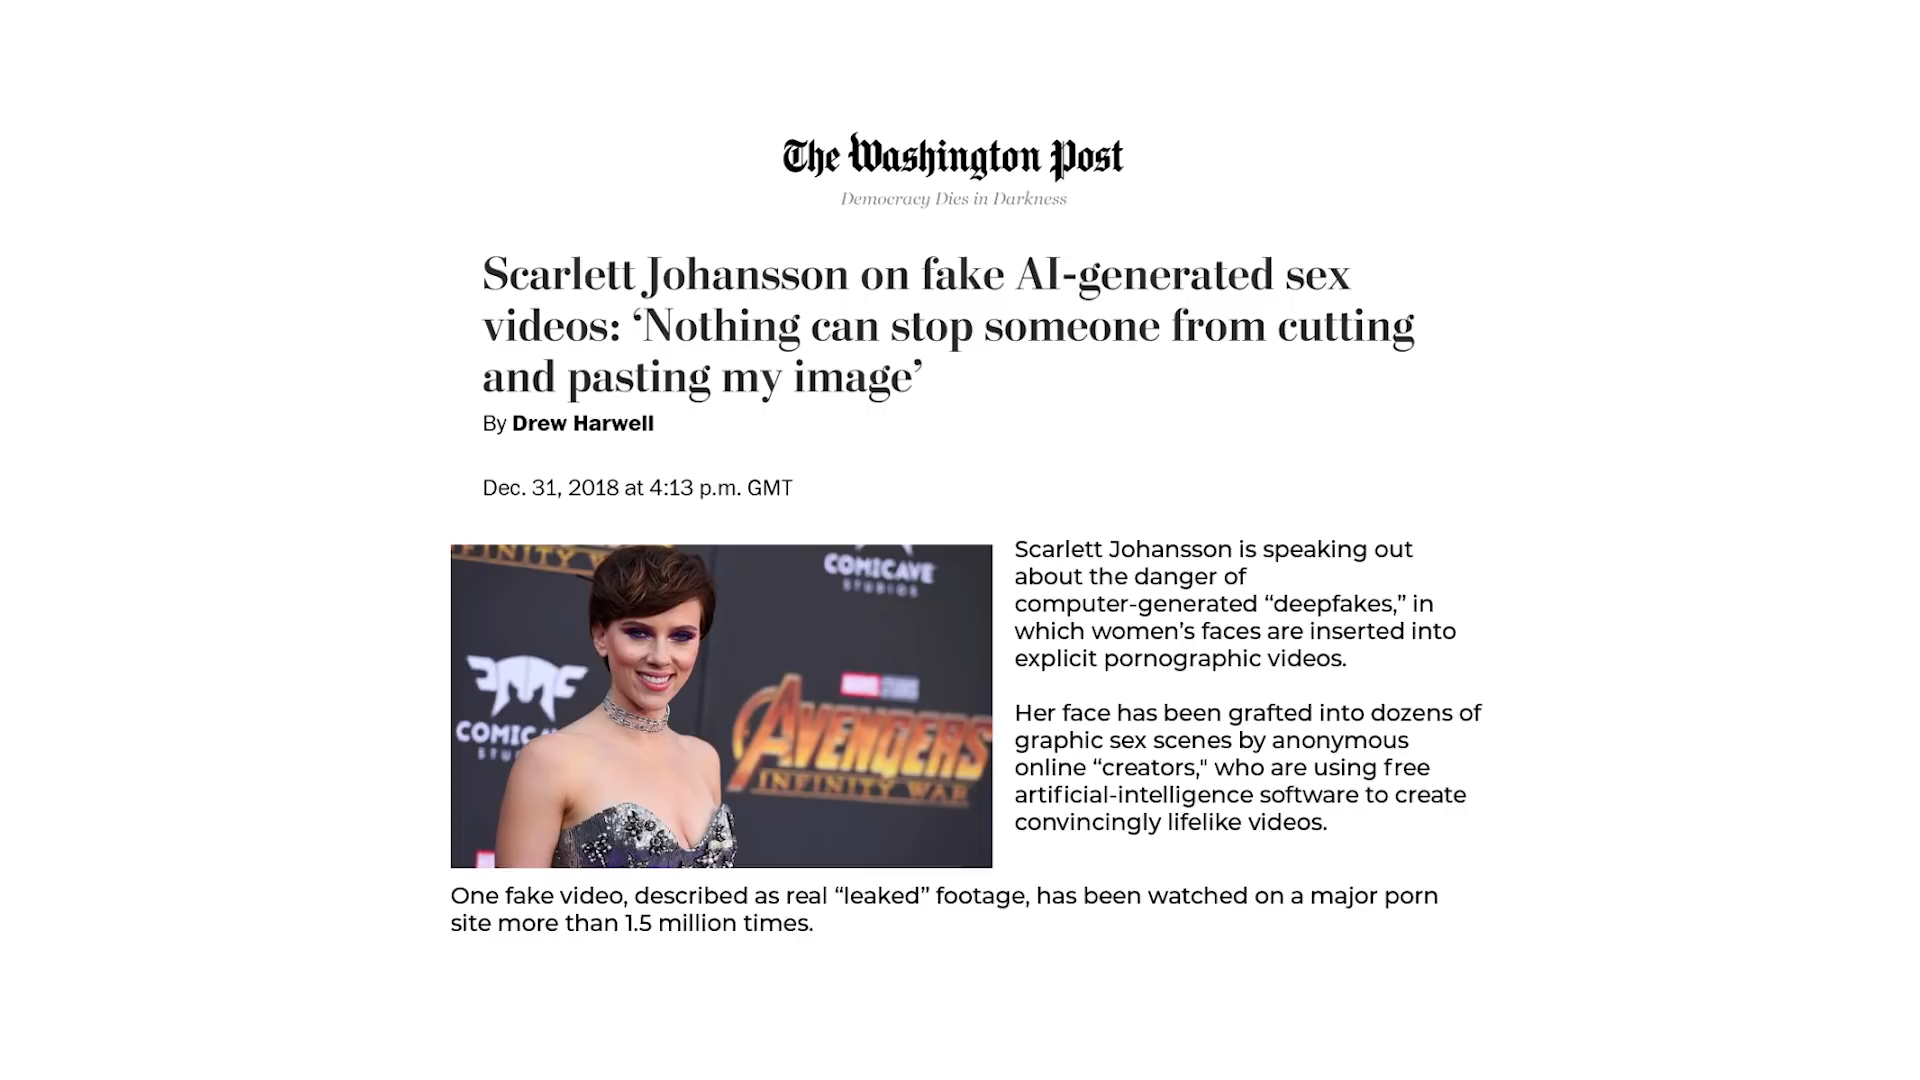 The Washington Post
Democracy Dies in Darkness
Scarlett Johansson on fake AI-generated sex
videos: ‘Nothing can stop someone from cutting
and pasting my image’
By Drew Harwell
Dec. 31, 2018 at 4:13 p.m. GMT
FINITY W
COMICAVE
STUDIOS
COMICA
STUD
MARVEL STUDIOS
AVENGERS
INFINITY WAR
Scarlett Johansson is speaking out
about the danger of
computer-generated “deepfakes,” in
which women’s faces are inserted into
explicit pornographic videos.
Her face has been grafted into dozens of
graphic sex scenes by anonymous
online “creators," who are using free
artificial-intelligence software to create
convincingly lifelike videos.
One fake video, described as real “leaked” footage, has been watched on a major porn
site more than 1.5 million times.